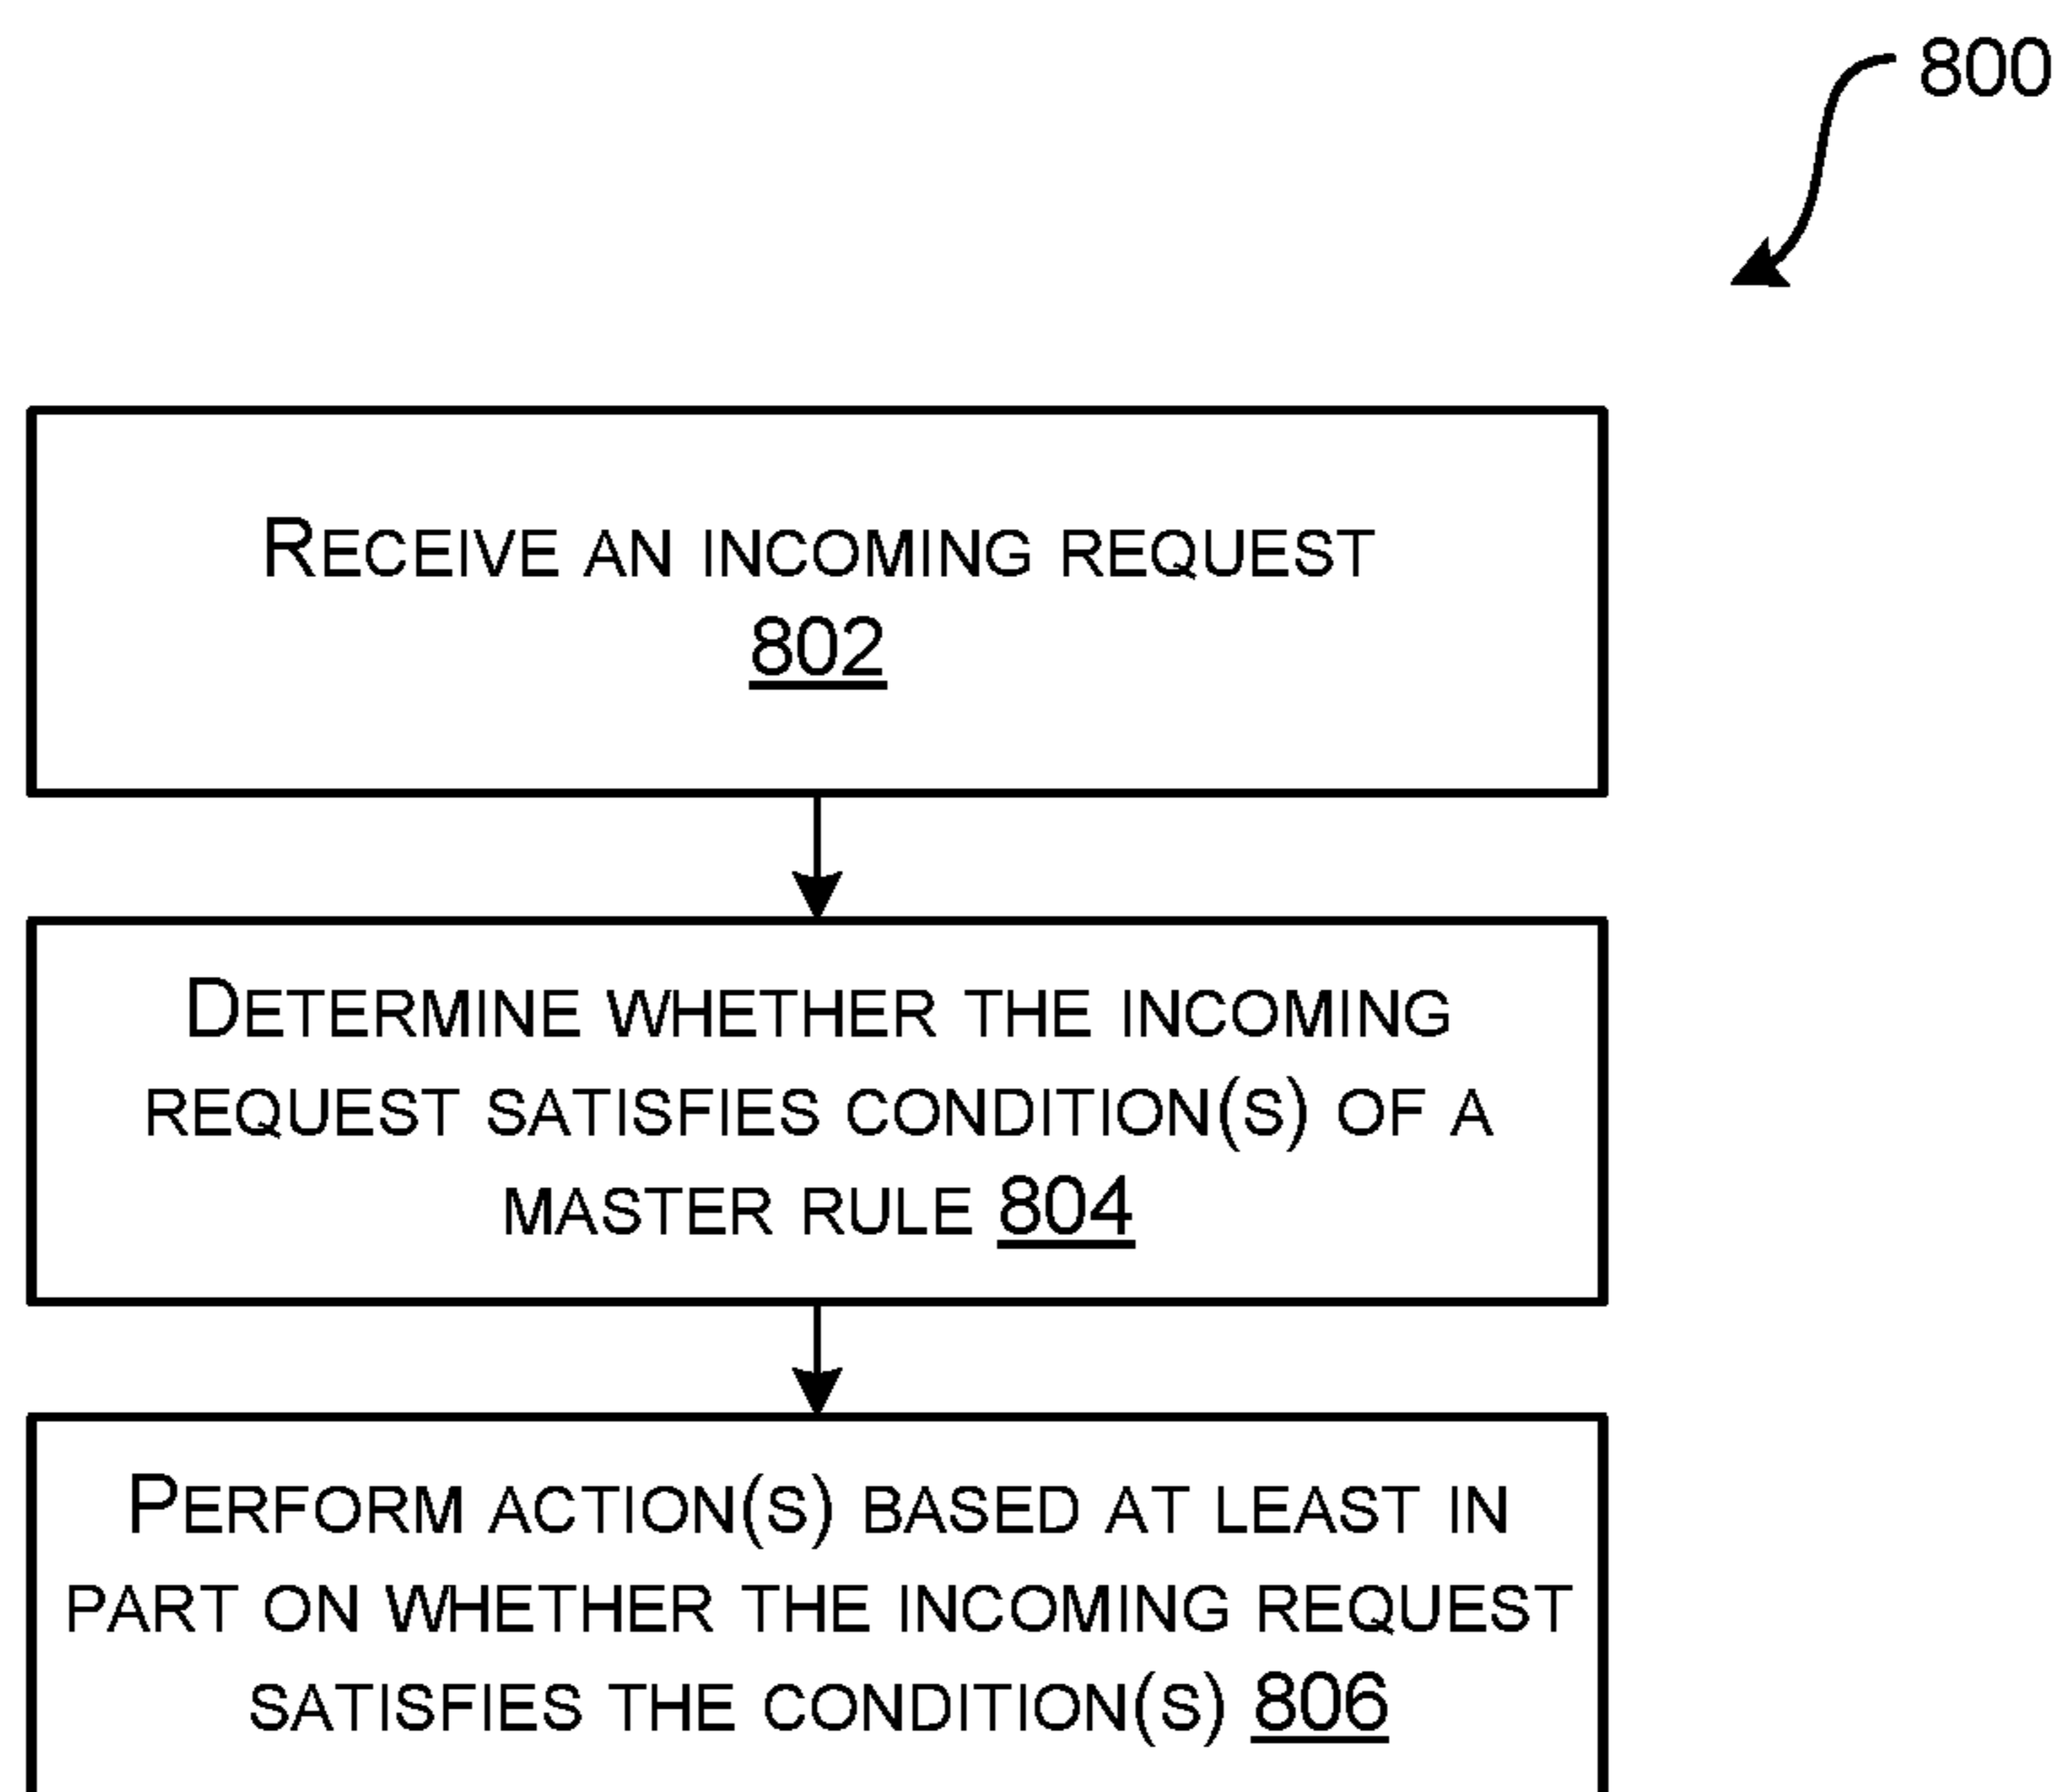 800
RECEIVE AN INCOMING REQUEST
802
DETERMINE WHETHER THE INCOMING
REQUEST SATISFIES CONDITION(S) OF A
MASTER RULE 804
PERFORM ACTION(S) BASED AT LEAST IN
PART ON WHETHER THE INCOMING REQUEST
SATISFIES THE CONDITION(S) 806